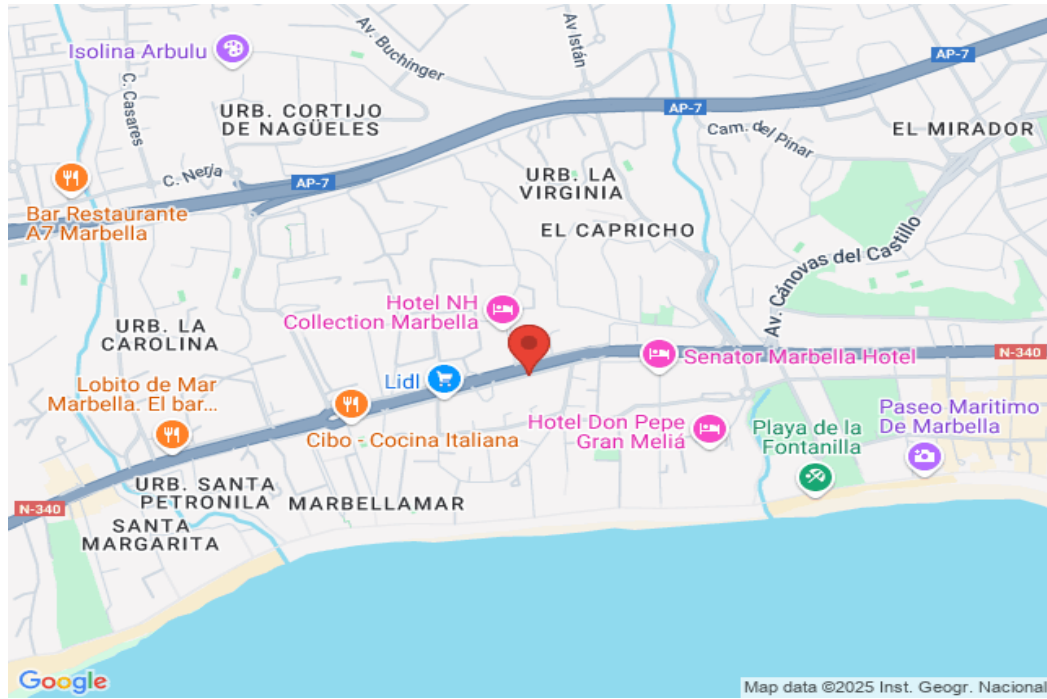 Isolina Arbulu
C. Casares
Av. Buchinger
Av Istán
AP-7
URB. CORTIJO
DE NAGÜELES
AP-7
Cam. del Pinar
EL MIRADOR
C. Nerja
AP-7
URB. LA
VIRGINIA
Bar Restaurante
A7 Marbella
EL CAPRICHO
Av. Cánovas del Castillo
Hotel NH
Collection Marbella
URB. LA
CAROLINA
Senator Marbella Hotel
N-340
Lidl
Lobito de Mar
Marbella. El bar...
Cibo - Cocina Italiana
Hotel Don Pepe
Gran Meliá
Playa de la
Fontanilla
Paseo Maritimo
De Marbella
URB. SANTA
PETRONILA
MARBELLAMAR
N-340
SANTA
MARGARITA
Google
Map data ©2025 Inst. Geogr. Nacional